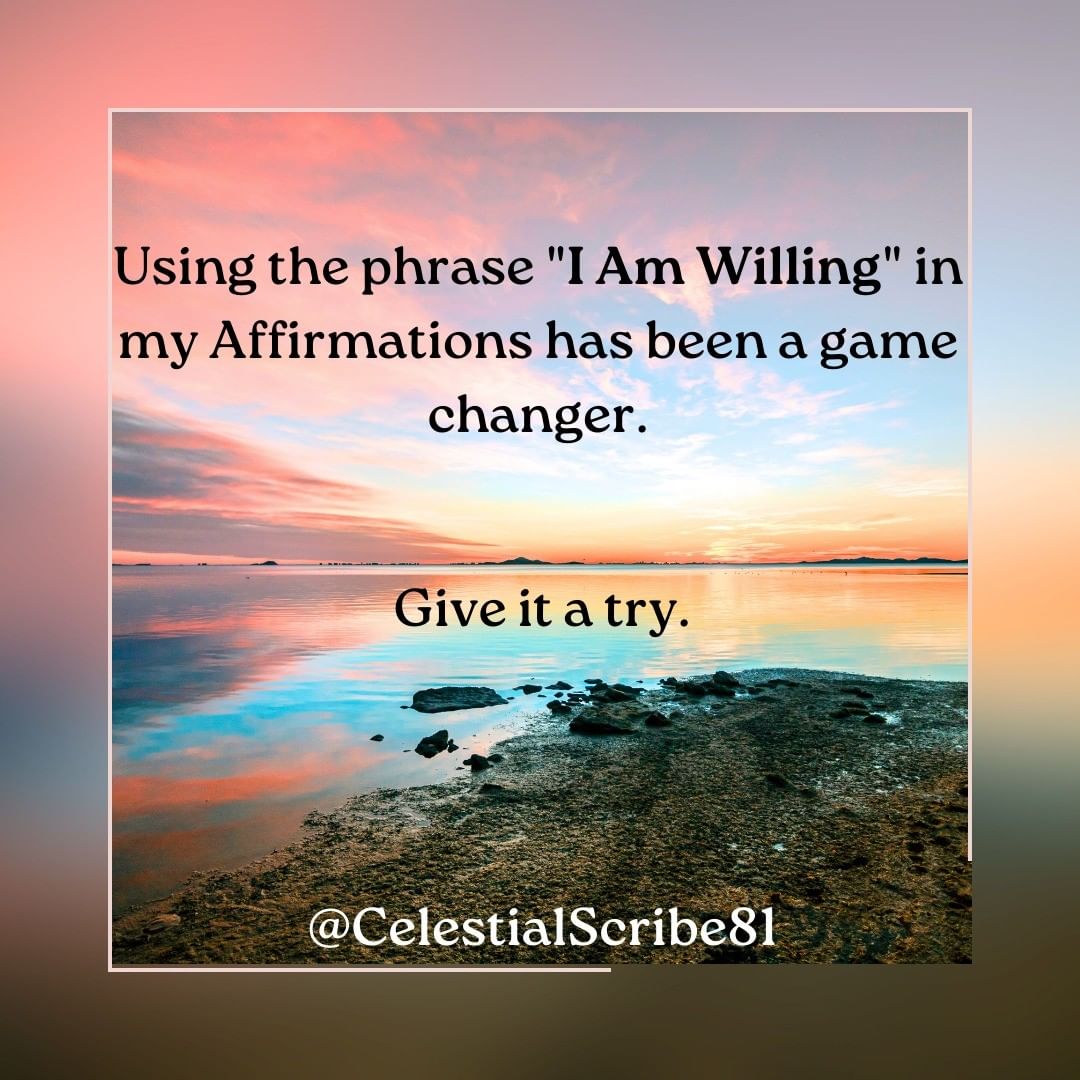 Using the phrase "I Am Willing" in
my Affirmations has been a game
changer.
Give it a try.
@CelestialScribe81